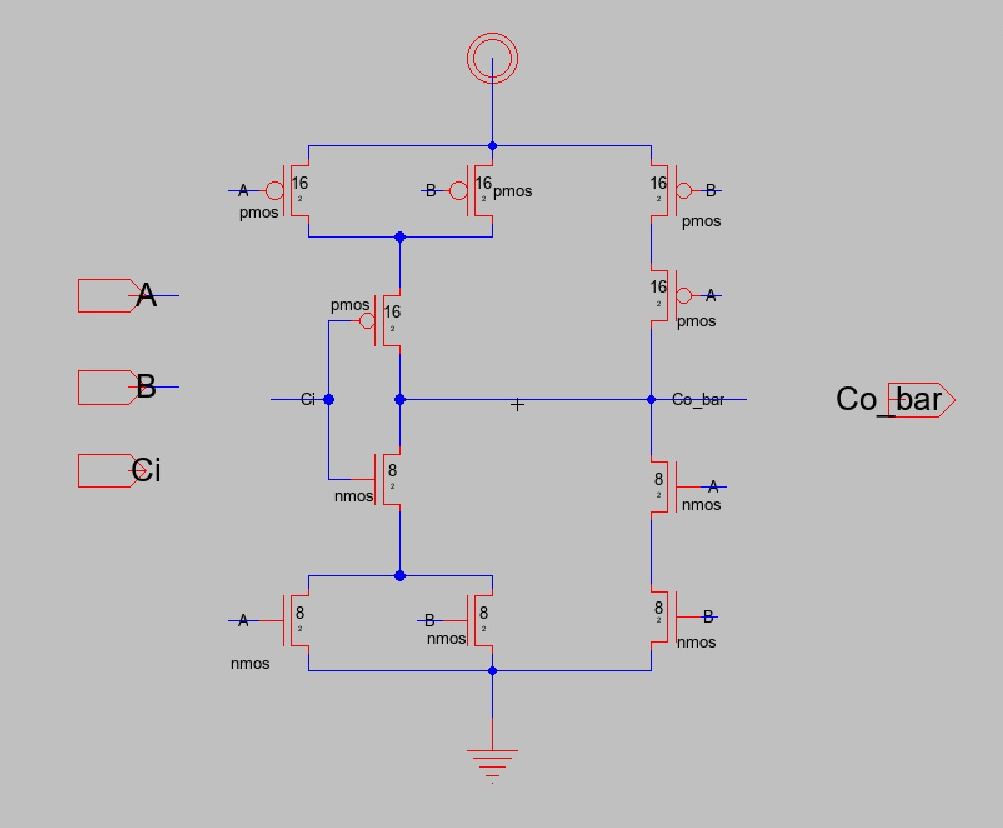 A 16 2 pmos
B 16 2 pmos
16 2 B pmos
A
pmos 16 2
16 2 A pmos
B
Ci
Co_bar
Co_bar
Ci
8 2 nmos
8 2 A nmos
A 8 2 nmos
B 8 2 nmos
8 2 B nmos